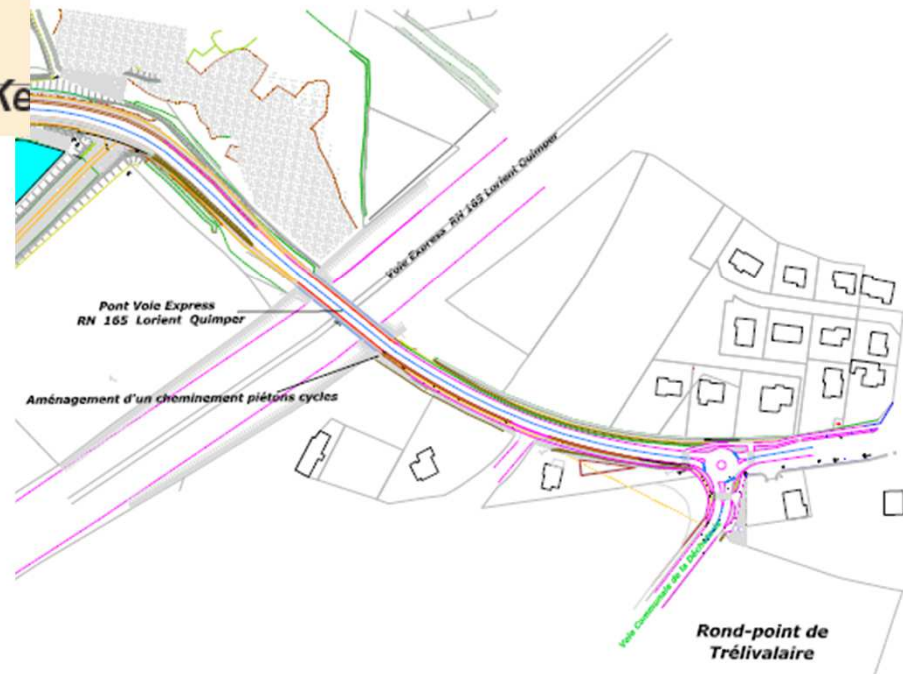 Ke
Voie Express RN 165 Lorient Quimper
Pont Voie Express
RN 165 Lorient Quimper
Aménagement d'un cheminement piétons cycles
Voie Communale de la Déchèterie
Rond-point de
Trélivalaire